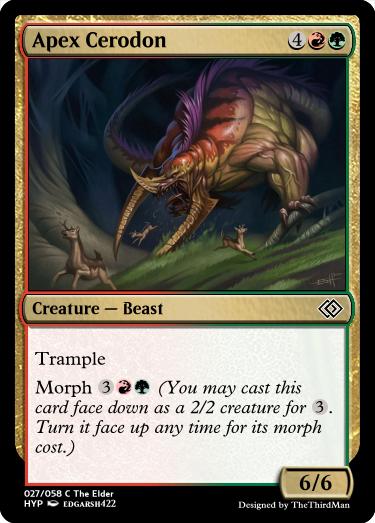 Apex Cerodon 4
Creature — Beast
Trample
Morph 3 (You may cast this
card face down as a 2/2 creature for 3.
Turn it face up any time for its morph
cost.)
6/6
027/058 C The Elder
HYP EDGARSH422
Designed by TheThirdMan